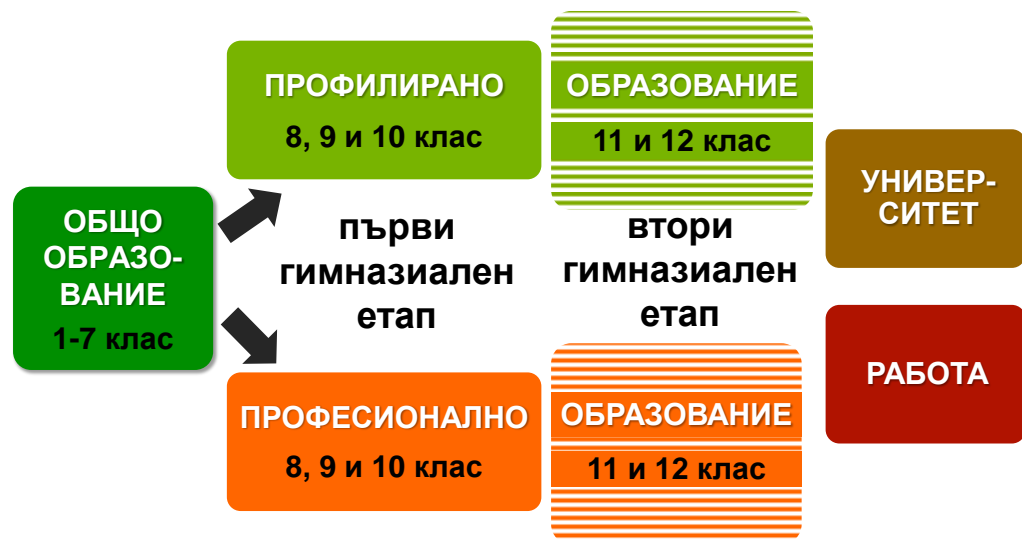 ОБЩО
ОБРАЗО-
ВАНИЕ
1-7 клас
ПРОФИЛИРАНО
8, 9 и 10 клас
ОБРАЗОВАНИЕ
11 и 12 клас
първи
гимназиален
етап
втори
гимназиален
етап
ПРОФЕСИОНАЛНО
8, 9 и 10 клас
ОБРАЗОВАНИЕ
11 и 12 клас
УНИВЕР-
СИТЕТ
РАБОТА